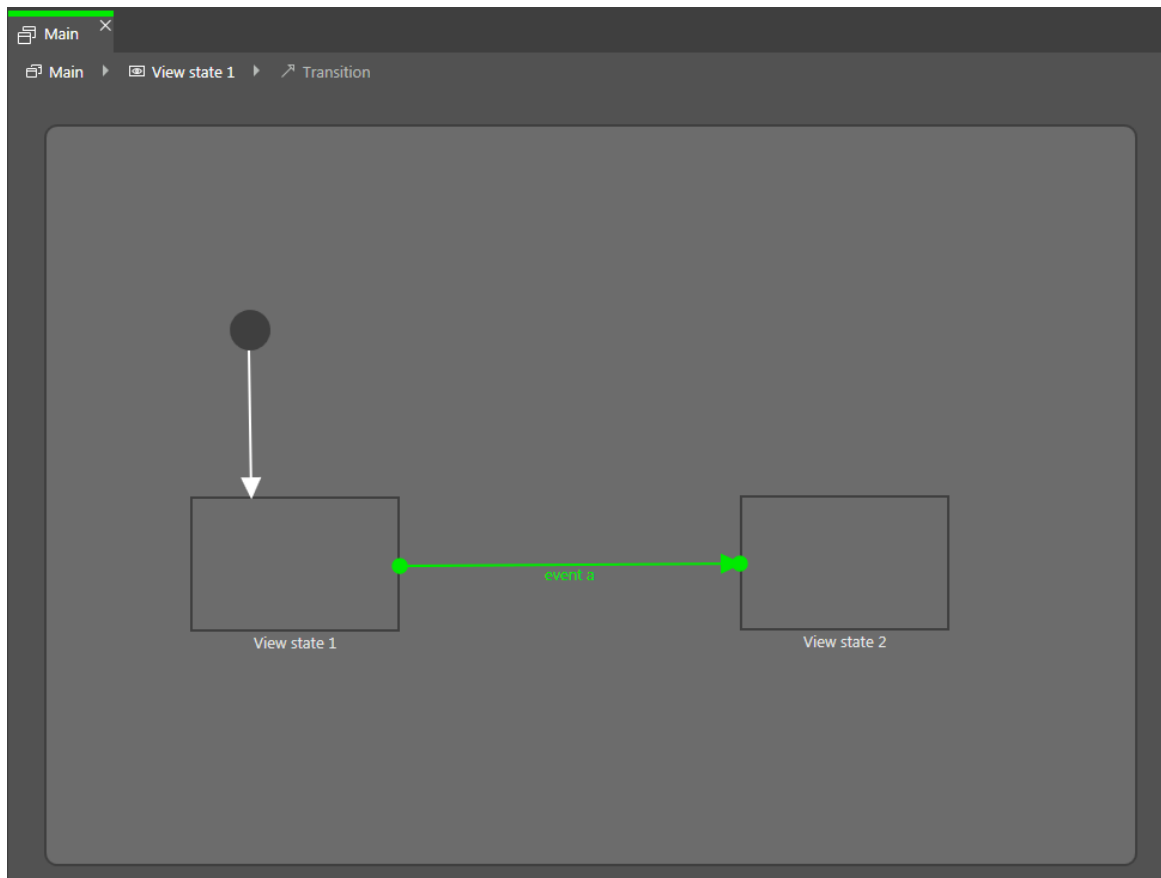 Main
Main View state 1 Transition
event a
View state 1
View state 2